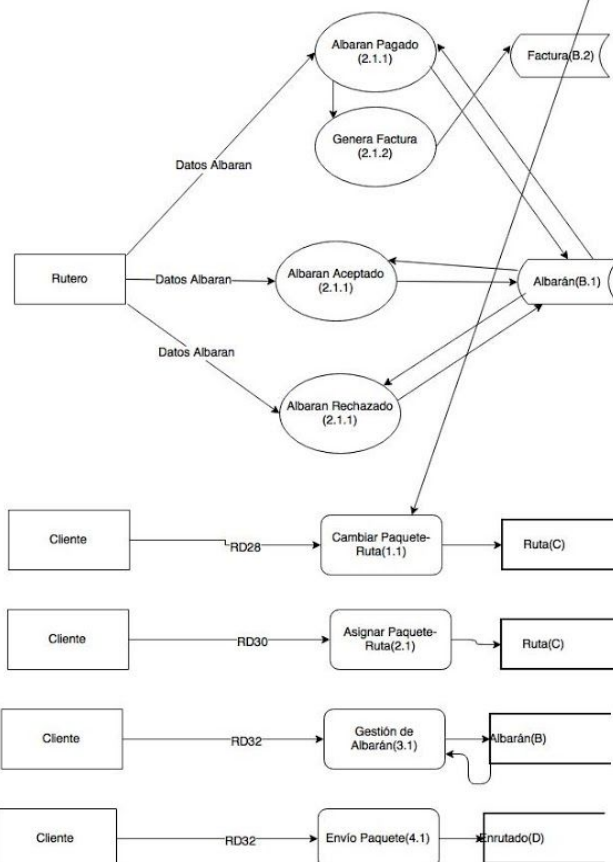 Albaran Pagado
(2.1.1)
Factura(B.2)
Genera Factura
(2.1.2)
Datos Albaran
Rutero
Datos Albaran
Albaran Aceptado
(2.1.1)
Albarán(B.1)
Datos Albaran
Albaran Rechazado
(2.1.1)
Cliente
RD28
Cambiar Paquete-
Ruta(1.1)
Ruta(C)
Cliente
RD30
Asignar Paquete-
Ruta(2.1)
Ruta(C)
Cliente
RD32
Gestión de
Albarán(3.1)
Albarán(B)
Cliente
RD32
Envío Paquete(4.1)
Enrutado(D)